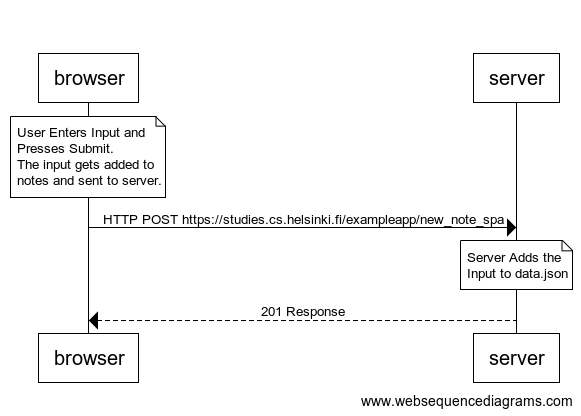 browser
server
User Enters Input and
Presses Submit.
The input gets added to
notes and sent to server.
HTTP POST https://studies.cs.helsinki.fi/exampleapp/new_note_spa
Server Adds the
Input to data.json
201 Response
browser
server
www.websequencediagrams.com